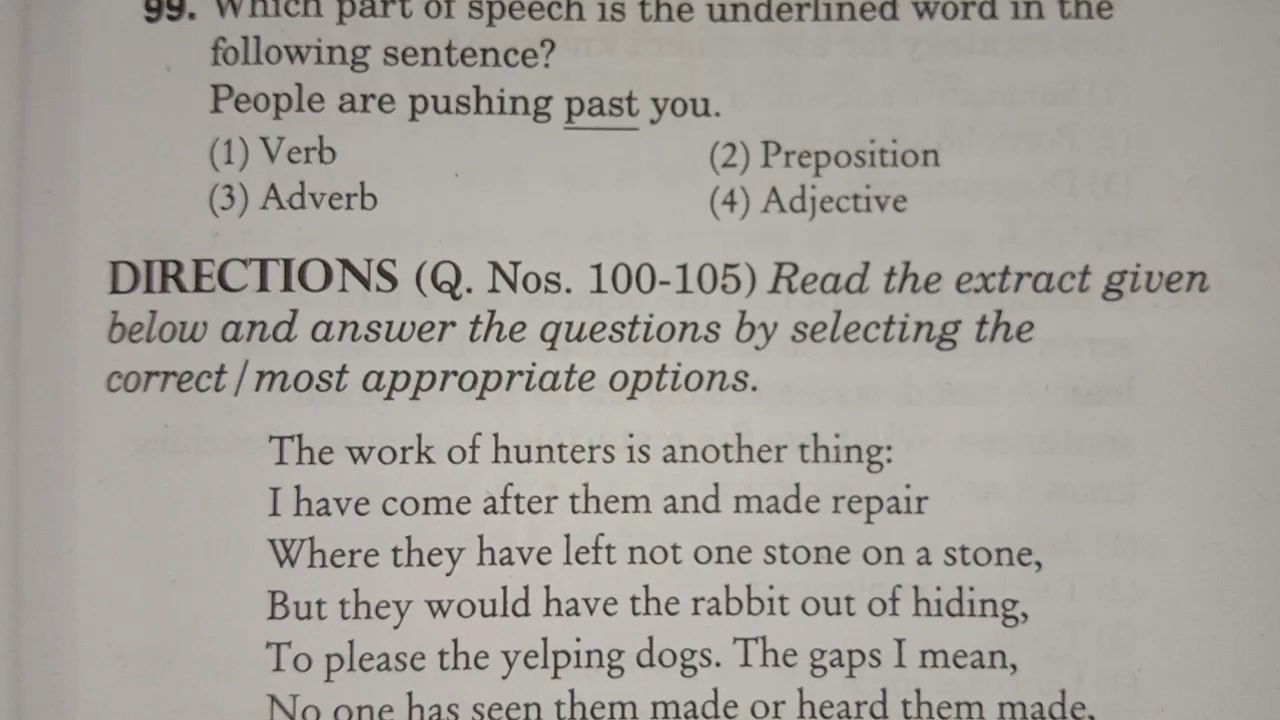 99. Which part of speech is the underlined word in the
following sentence?
People are pushing past you.
(1) Verb (2) Preposition
(3) Adverb (4) Adjective
DIRECTIONS (Q. Nos. 100-105) Read the extract given
below and answer the questions by selecting the
correct / most appropriate options.
The work of hunters is another thing:
I have come after them and made repair
Where they have left not one stone on a stone,
But they would have the rabbit out of hiding,
To please the yelping dogs. The gaps I mean,
No one has seen them made or heard them made,